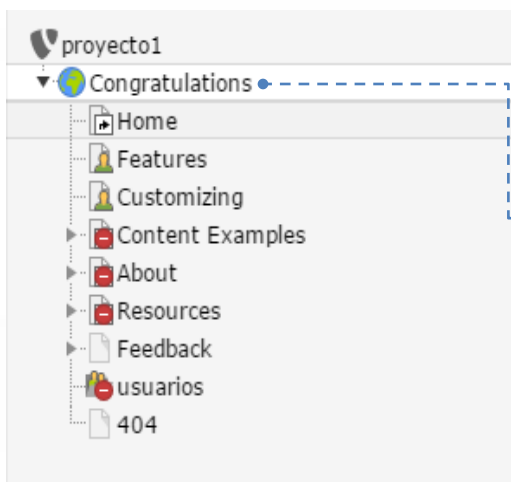 proyecto1
Congratulations
Home
Features
Customizing
Content Examples
About
Resources
Feedback
usuarios
404